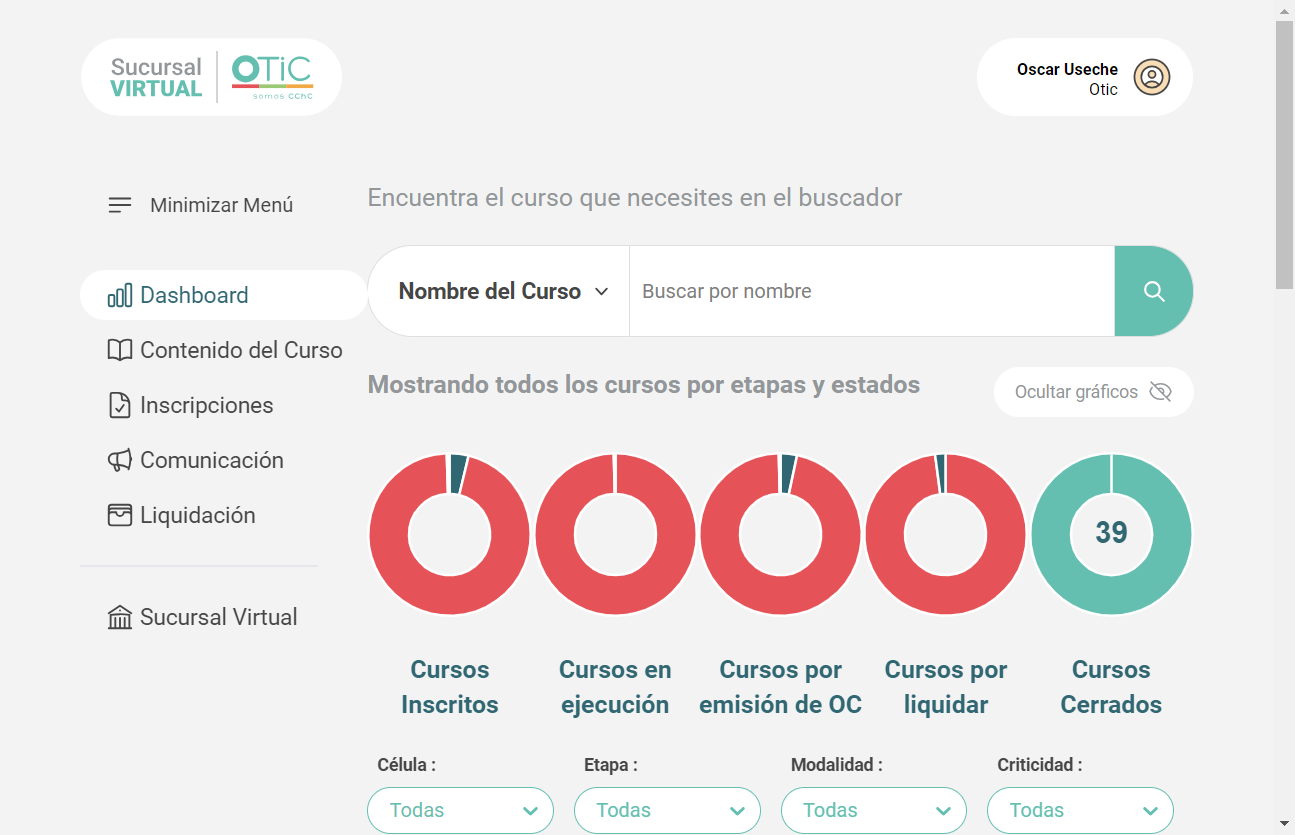 Sucursal
VIRTUAL
OTiC
somos CChC
Oscar Useche
Otic
Minimizar Menú
Dashboard
Contenido del Curso
Inscripciones
Comunicación
Liquidación
Sucursal Virtual
Encuentra el curso que necesites en el buscador
Nombre del Curso
Buscar por nombre
Mostrando todos los cursos por etapas y estados
Ocultar gráficos
39
Cursos
Inscritos
Cursos en
ejecución
Cursos por
emisión de OC
Cursos por
liquidar
Cursos
Cerrados
Célula :
Todas
Etapa :
Todas
Modalidad :
Todas
Criticidad :
Todas